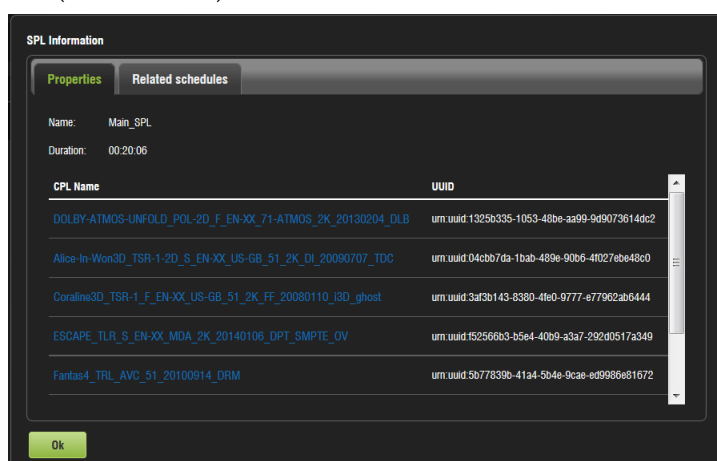 SPL Information
Properties Related schedules
Name: Main_SPL
Duration: 00:20:06
CPL Name UUID
DOLBY-ATMOS-UNFOLD_POL-2D_F_EN-XX_71-ATMOS_2K_20130204_DLB urn:uuid:1325b335-1053-48be-aa99-9d9073614dc2
Alice-In-Won3D_TSR-1-2D_S_EN-XX_US-GB_51_2K_DI_20090707_TDC urn:uuid:04cbb7da-1bab-489e-90b6-4f027ebe48c0
Coraline3D_TSR-1_F_EN-XX_US-GB_51_2K_FF_20080110_i3D_ghost urn:uuid:3af3b143-8380-4fe0-9777-e77962ab6444
ESCAPE_TLR_S_EN-XX_MDA_2K_20140106_DPT_SMPTE_OV urn:uuid:f52566b3-b5e4-40b9-a3a7-292d0517a349
Fantas4_TRL_AVC_51_20100914_DRM urn:uuid:5b77839b-41a4-5b4e-9cae-ed9986e81672
Ok